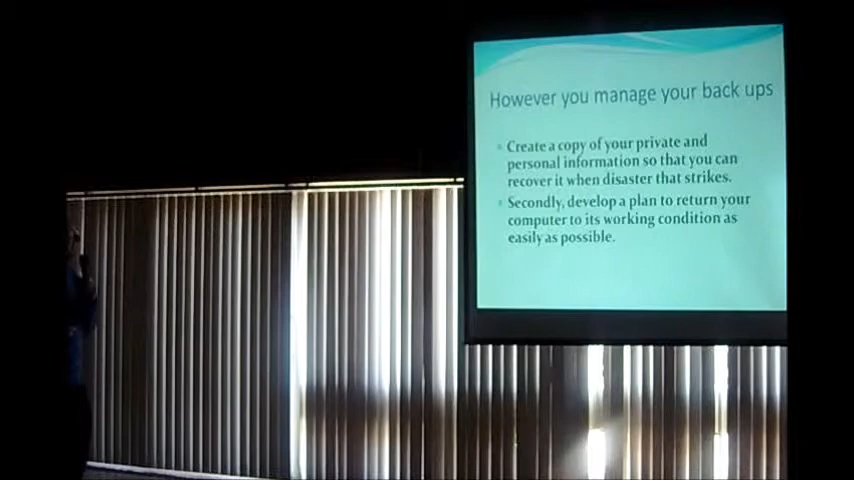 However you manage your back ups
Create a copy of your private and
personal information so that you can
recover it when disaster that strikes.
Secondly, develop a plan to return your
computer to its working condition as
easily as possible.